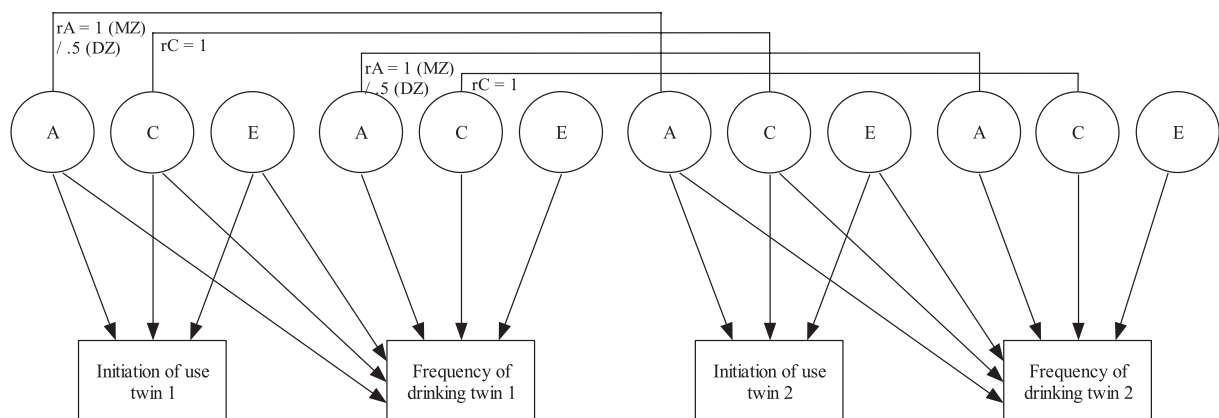 rA = 1 (MZ)
/ .5 (DZ)
rC = 1
rA = 1 (MZ)
/ .5 (DZ)
rC = 1
A
C
E
A
C
E
A
C
E
A
C
E
Initiation of use
twin 1
Frequency of
drinking twin 1
Initiation of use
twin 2
Frequency of
drinking twin 2